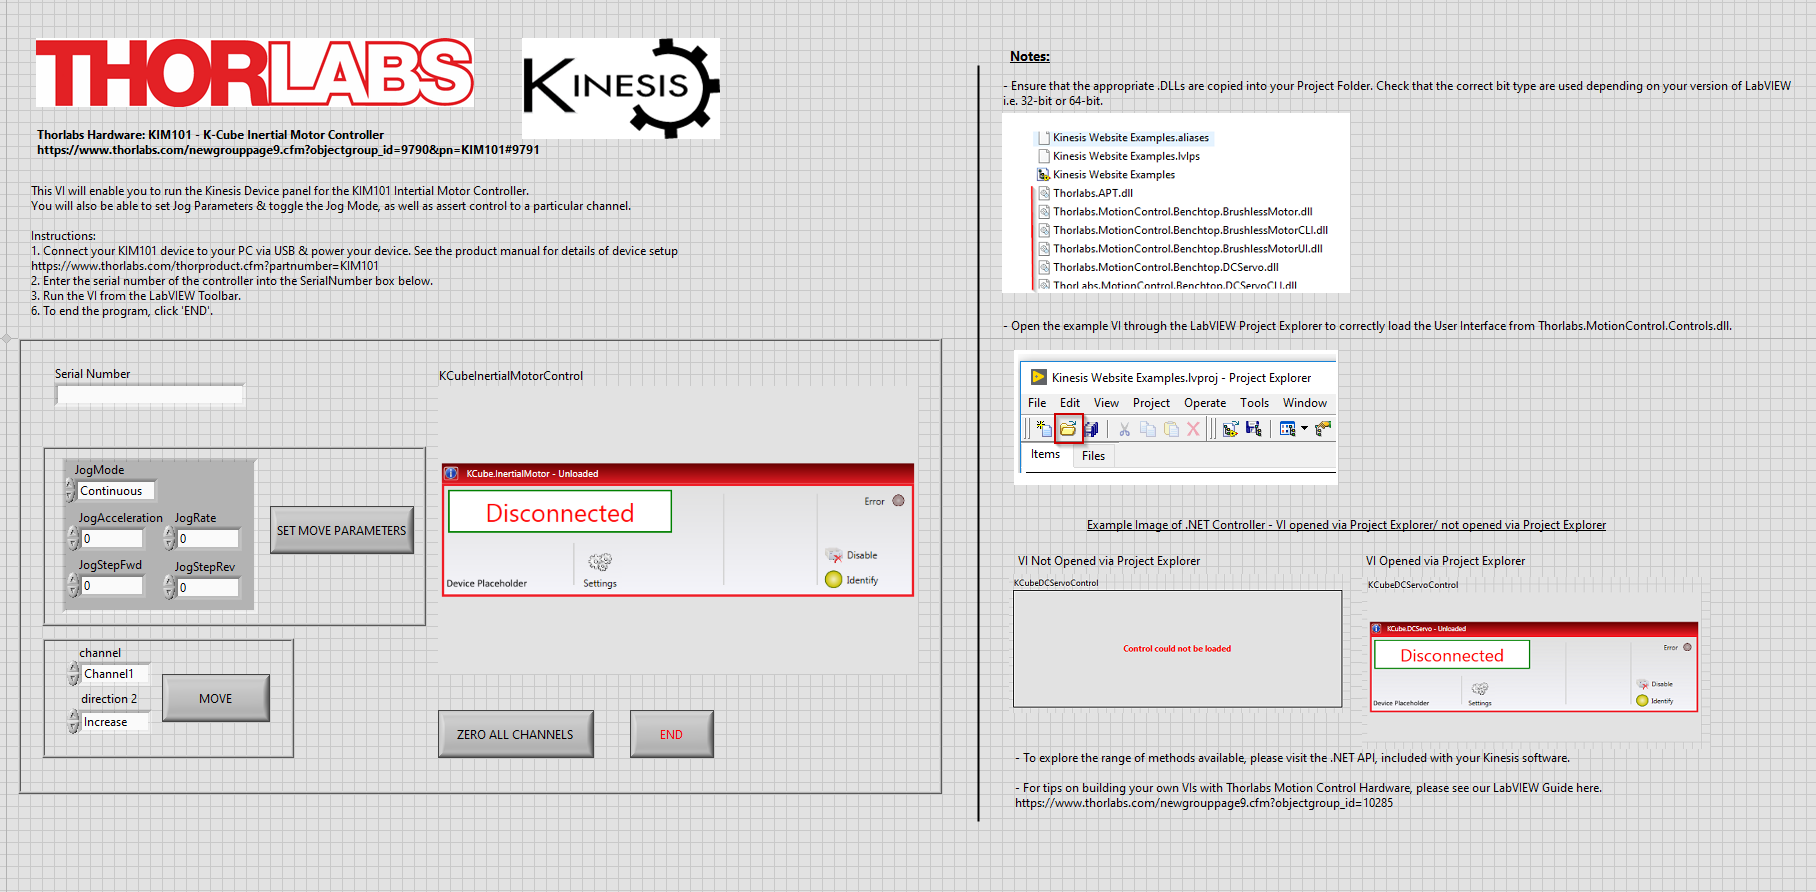 THORLABS
KINESIS
Thorlabs Hardware: KIM101 - K-Cube Inertial Motor Controller
https://www.thorlabs.com/newgrouppage9.cfm?objectgroup_id=9790&pn=KIM101#9791
This VI will enable you to run the Kinesis Device panel for the KIM101 Intertial Motor Controller.
You will also be able to set Jog Parameters & toggle the Jog Mode, as well as assert control to a particular channel.
Instructions:
1. Connect your KIM101 device to your PC via USB & power your device. See the product manual for details of device setup
https://www.thorlabs.com/thorproduct.cfm?partnumber=KIM101
2. Enter the serial number of the controller into the SerialNumber box below.
3. Run the VI from the LabVIEW Toolbar.
6. To end the program, click 'END'.
Serial Number
JogMode
Continuous
JogAcceleration JogRate
0 0
JogStepFwd JogStepRev
0 0
SET MOVE PARAMETERS
channel
Channel1
direction 2
Increase
MOVE
KCubeInertialMotorControl
KCube.InertialMotor - Unloaded
Disconnected
Error
Disable
Device Placeholder Settings Identify
ZERO ALL CHANNELS
END
Notes:
- Ensure that the appropriate .DLLs are copied into your Project Folder. Check that the correct bit type are used depending on your version of LabVIEW
i.e. 32-bit or 64-bit.
Kinesis Website Examples.aliases
Kinesis Website Examples.lvlps
Kinesis Website Examples
Thorlabs.APT.dll
Thorlabs.MotionControl.Benchtop.BrushlessMotor.dll
Thorlabs.MotionControl.Benchtop.BrushlessMotorCLI.dll
Thorlabs.MotionControl.Benchtop.BrushlessMotorUI.dll
Thorlabs.MotionControl.Benchtop.DCServo.dll
ThorLabs.MotionControl.Benchtop.DCServoCLI.dll
- Open the example VI through the LabVIEW Project Explorer to correctly load the User Interface from Thorlabs.MotionControl.Controls.dll.
Kinesis Website Examples.lvproj - Project Explorer
File Edit View Project Operate Tools Window
Items Files
Example Image of .NET Controller - VI opened via Project Explorer/ not opened via Project Explorer
VI Not Opened via Project Explorer
KCubeDCServoControl
Control could not be loaded
VI Opened via Project Explorer
KCubeDCServoControl
KCube.DCServo - Unloaded
Disconnected
Error
Disable
Device Placeholder Settings Identify
- To explore the range of methods available, please visit the .NET API, included with your Kinesis software.
- For tips on building your own VIs with Thorlabs Motion Control Hardware, please see our LabVIEW Guide here.
https://www.thorlabs.com/newgrouppage9.cfm?objectgroup_id=10285